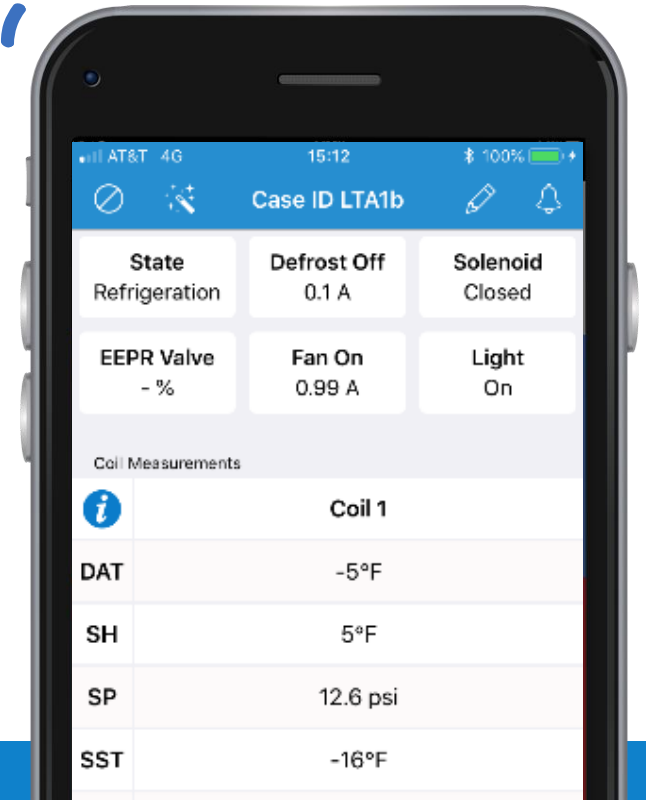 AT&T 4G 15:12 100%
Case ID LTA1b
State Defrost Off Solenoid
Refrigeration 0.1 A Closed
EEPR Valve Fan On Light
- % 0.99 A On
Coil Measurements
i Coil 1
DAT -5°F
SH 5°F
SP 12.6 psi
SST -16°F